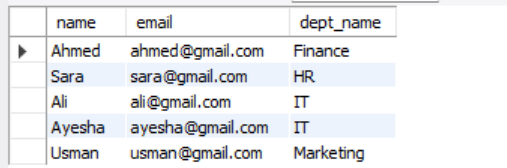 name email dept_name
Ahmed ahmed@gmail.com Finance
Sara sara@gmail.com HR
Ali ali@gmail.com IT
Ayesha ayesha@gmail.com IT
Usman usman@gmail.com Marketing